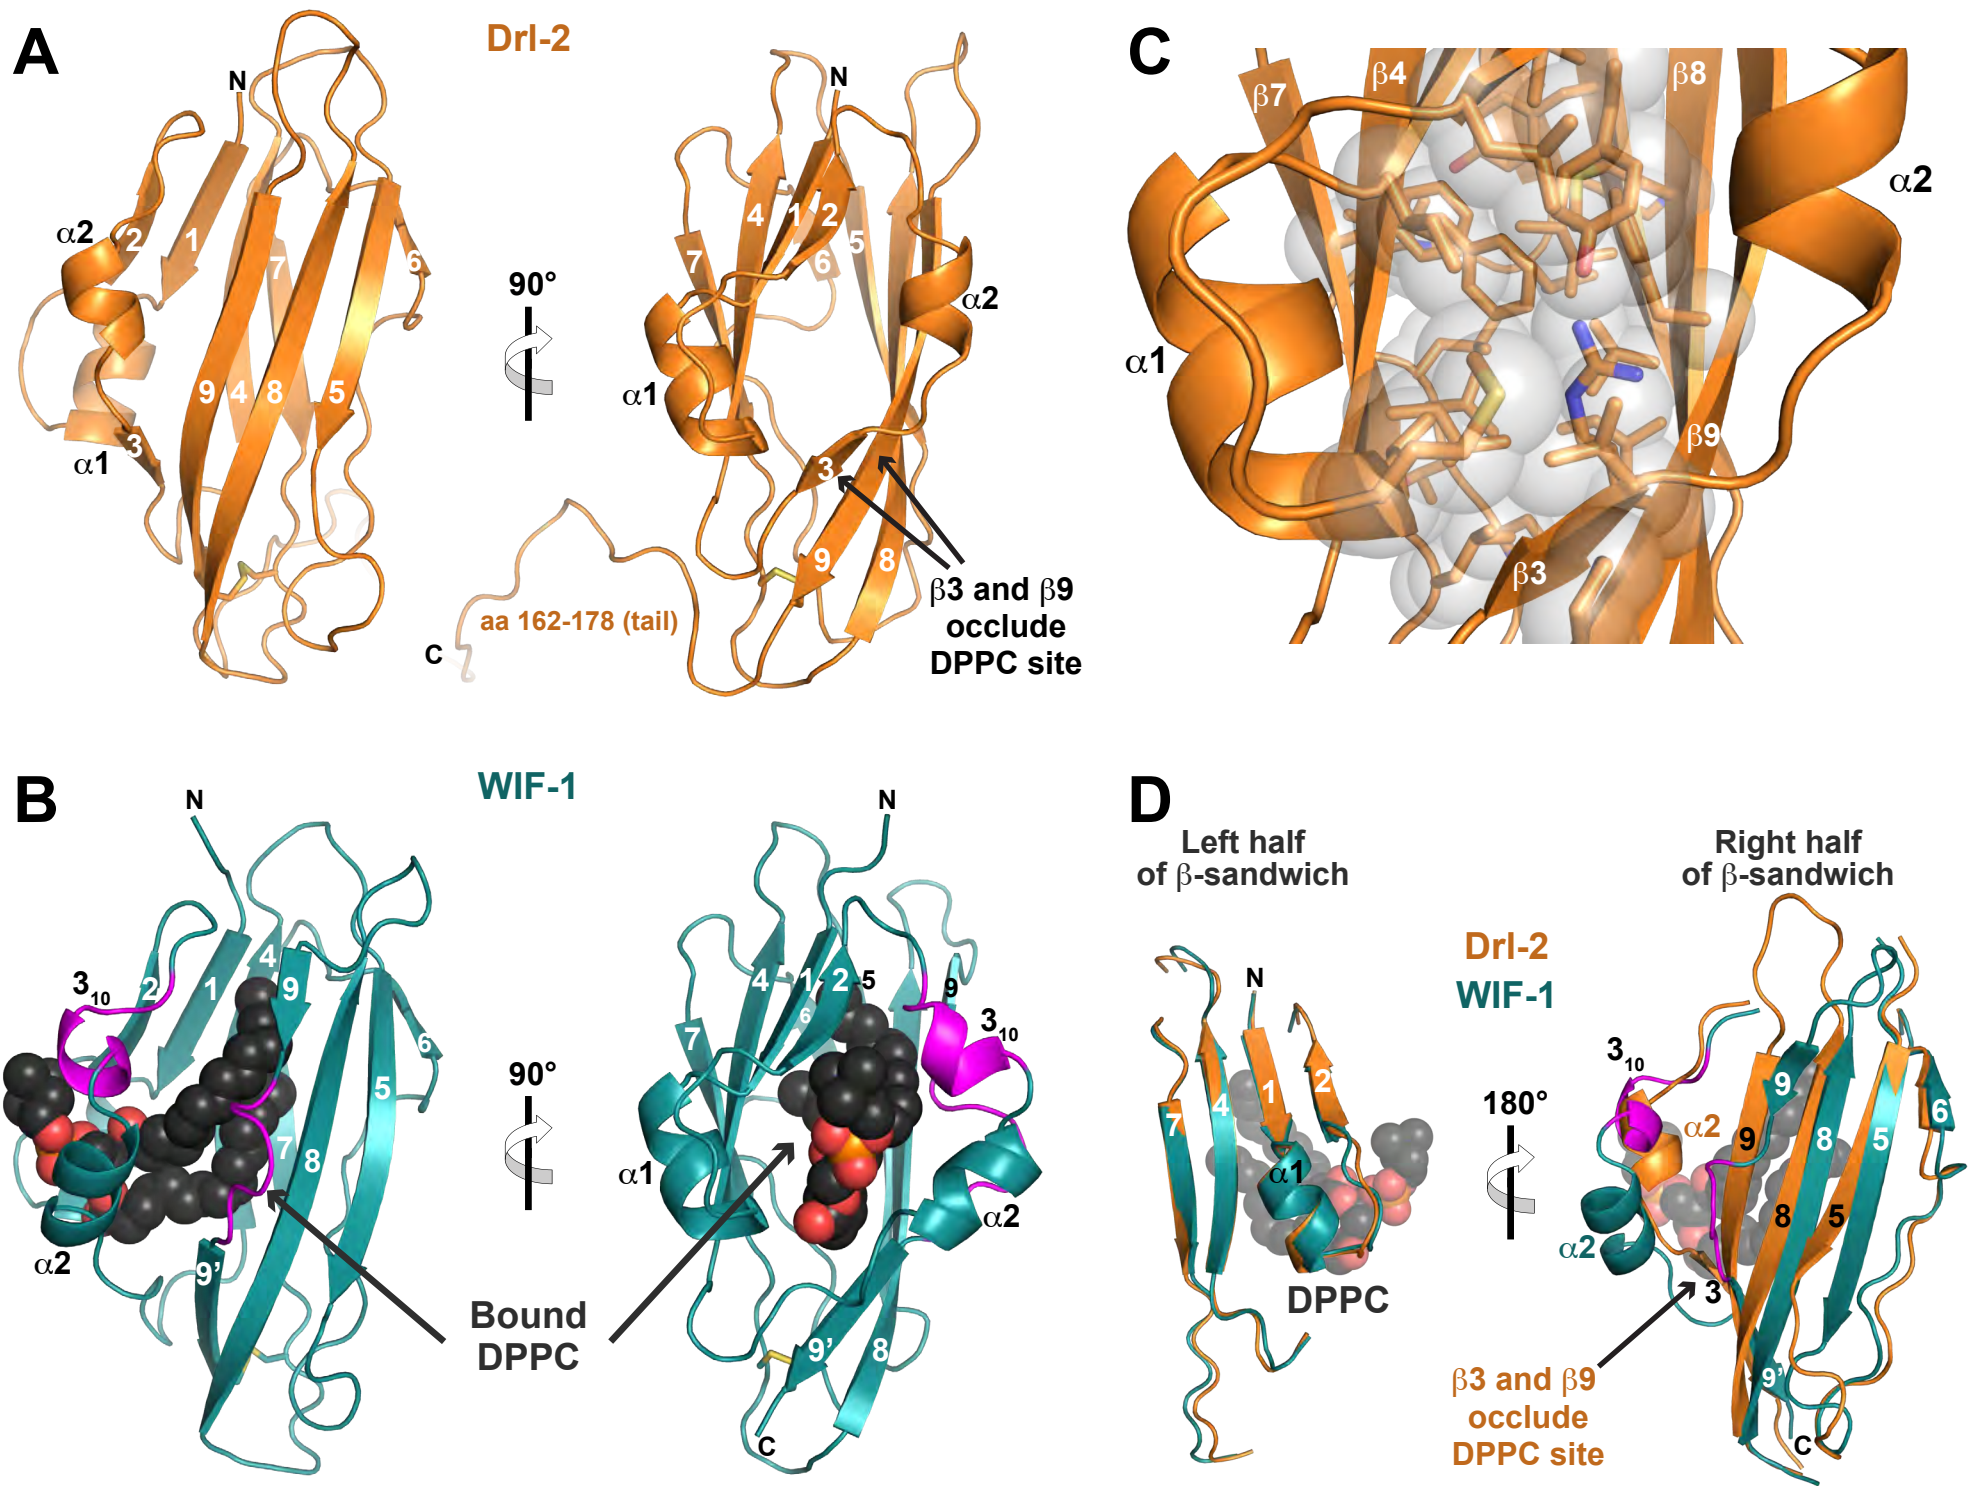 A
Drl-2
N
α2
2
1
7
6
9
4
8
5
3
α1
90°
N
4
1
2
5
7
6
α2
α1
3
9
8
aa 162-178 (tail)
C
β3 and β9
occlude
DPPC site
C
β7
β4
β8
α2
α1
β9
β3
B
WIF-1
N
3₁₀
2
1
4
9
6
5
7
8
α2
9’
90°
Bound
DPPC
N
4
1
2
5
9
6
7
3₁₀
α1
α2
9’
8
C
D
Left half
of β-sandwich
Right half
of β-sandwich
Drl-2
WIF-1
N
1
2
7
4
α1
DPPC
180°
3₁₀
9
α2
9
8
5
6
α2
8
5
3
9’
C
β3 and β9
occlude
DPPC site